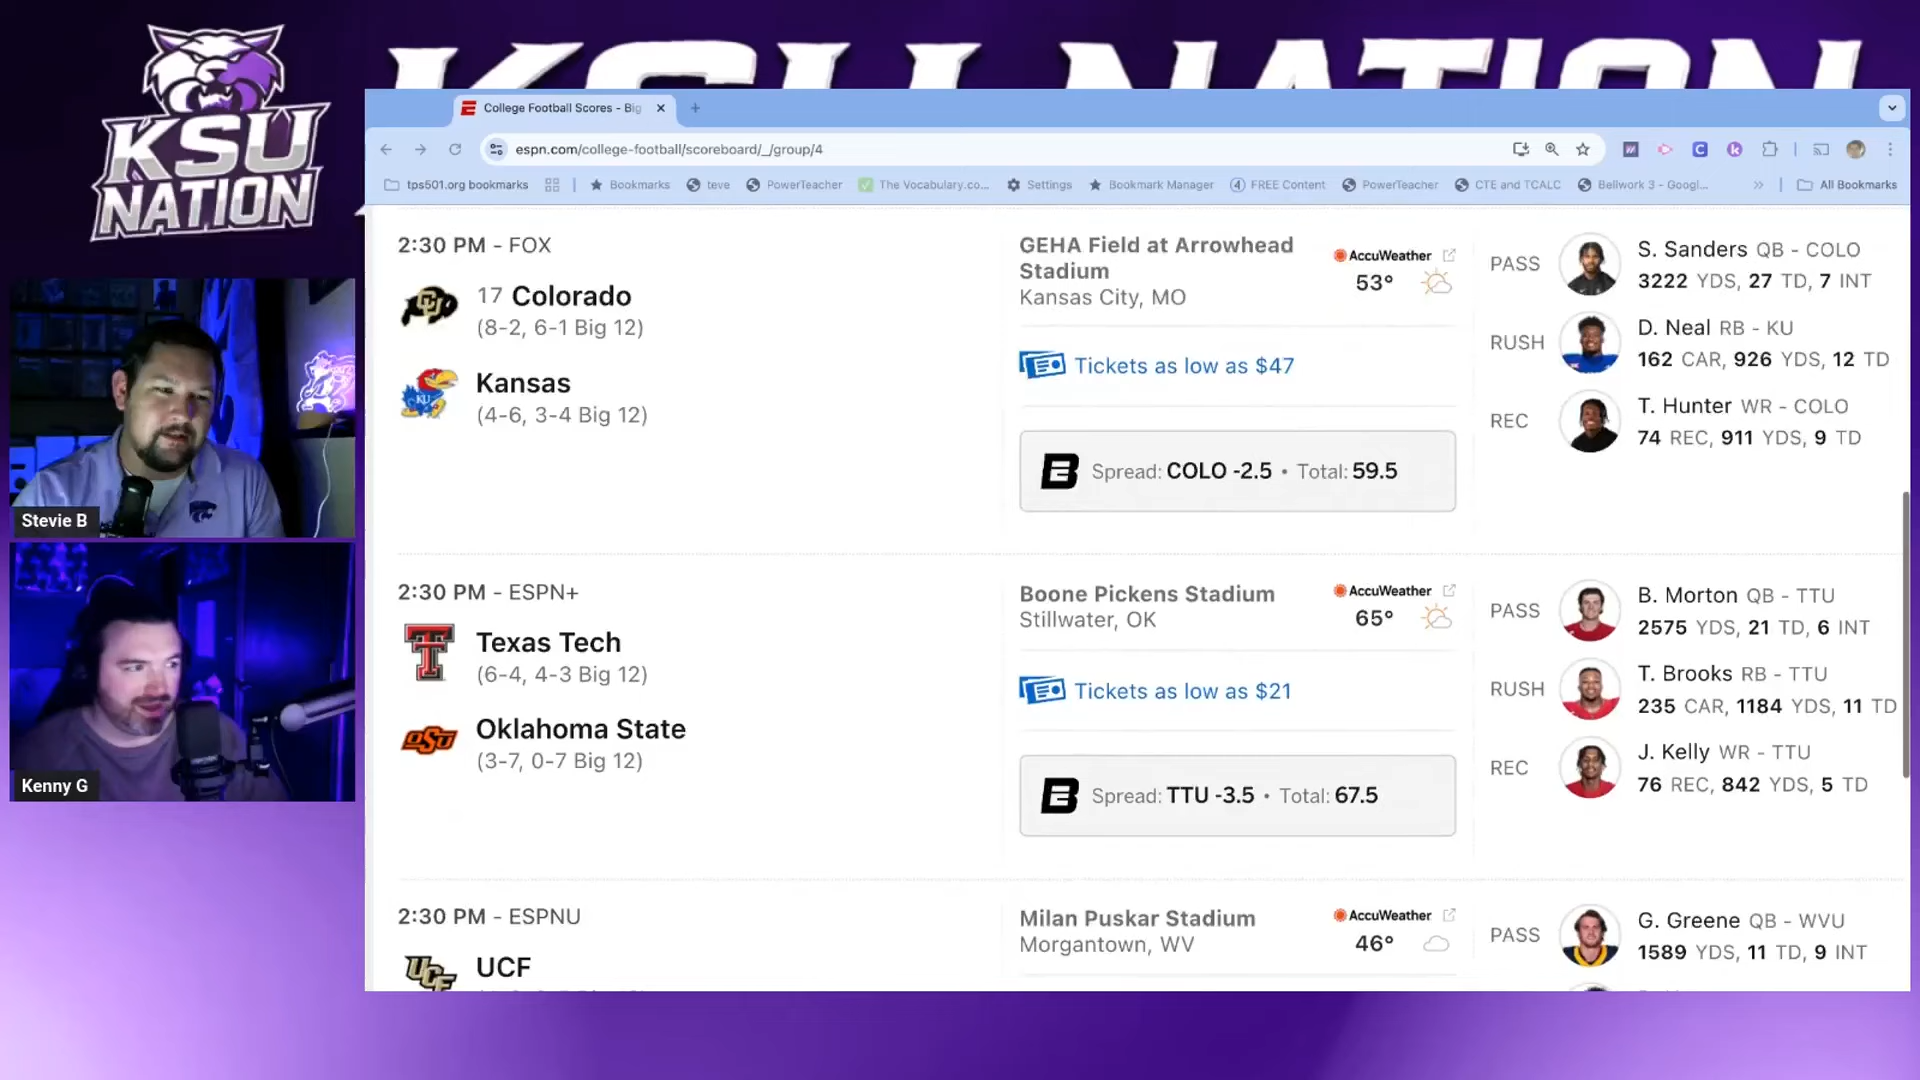 KSU NATION
KSU
NATION
College Football Scores - Big
espn.com/college-football/scoreboard/_/group/4
tps501.org bookmarks
Bookmarks
teve
PowerTeacher
The Vocabulary.co...
Settings
Bookmark Manager
FREE Content
PowerTeacher
CTE and TCALC
Bellwork 3 - Googl...
All Bookmarks
2:30 PM - FOX
17 Colorado
(8-2, 6-1 Big 12)
Kansas
(4-6, 3-4 Big 12)
GEHA Field at Arrowhead
Stadium
Kansas City, MO
AccuWeather
53°
Tickets as low as $47
Spread: COLO -2.5 • Total: 59.5
PASS
S. Sanders QB - COLO
3222 YDS, 27 TD, 7 INT
RUSH
D. Neal RB - KU
162 CAR, 926 YDS, 12 TD
REC
T. Hunter WR - COLO
74 REC, 911 YDS, 9 TD
Stevie B
Kenny G
2:30 PM - ESPN+
Texas Tech
(6-4, 4-3 Big 12)
Oklahoma State
(3-7, 0-7 Big 12)
Boone Pickens Stadium
Stillwater, OK
AccuWeather
65°
Tickets as low as $21
Spread: TTU -3.5 • Total: 67.5
PASS
B. Morton QB - TTU
2575 YDS, 21 TD, 6 INT
RUSH
T. Brooks RB - TTU
235 CAR, 1184 YDS, 11 TD
REC
J. Kelly WR - TTU
76 REC, 842 YDS, 5 TD
2:30 PM - ESPNU
UCF
Milan Puskar Stadium
Morgantown, WV
AccuWeather
46°
PASS
G. Greene QB - WVU
1589 YDS, 11 TD, 9 INT